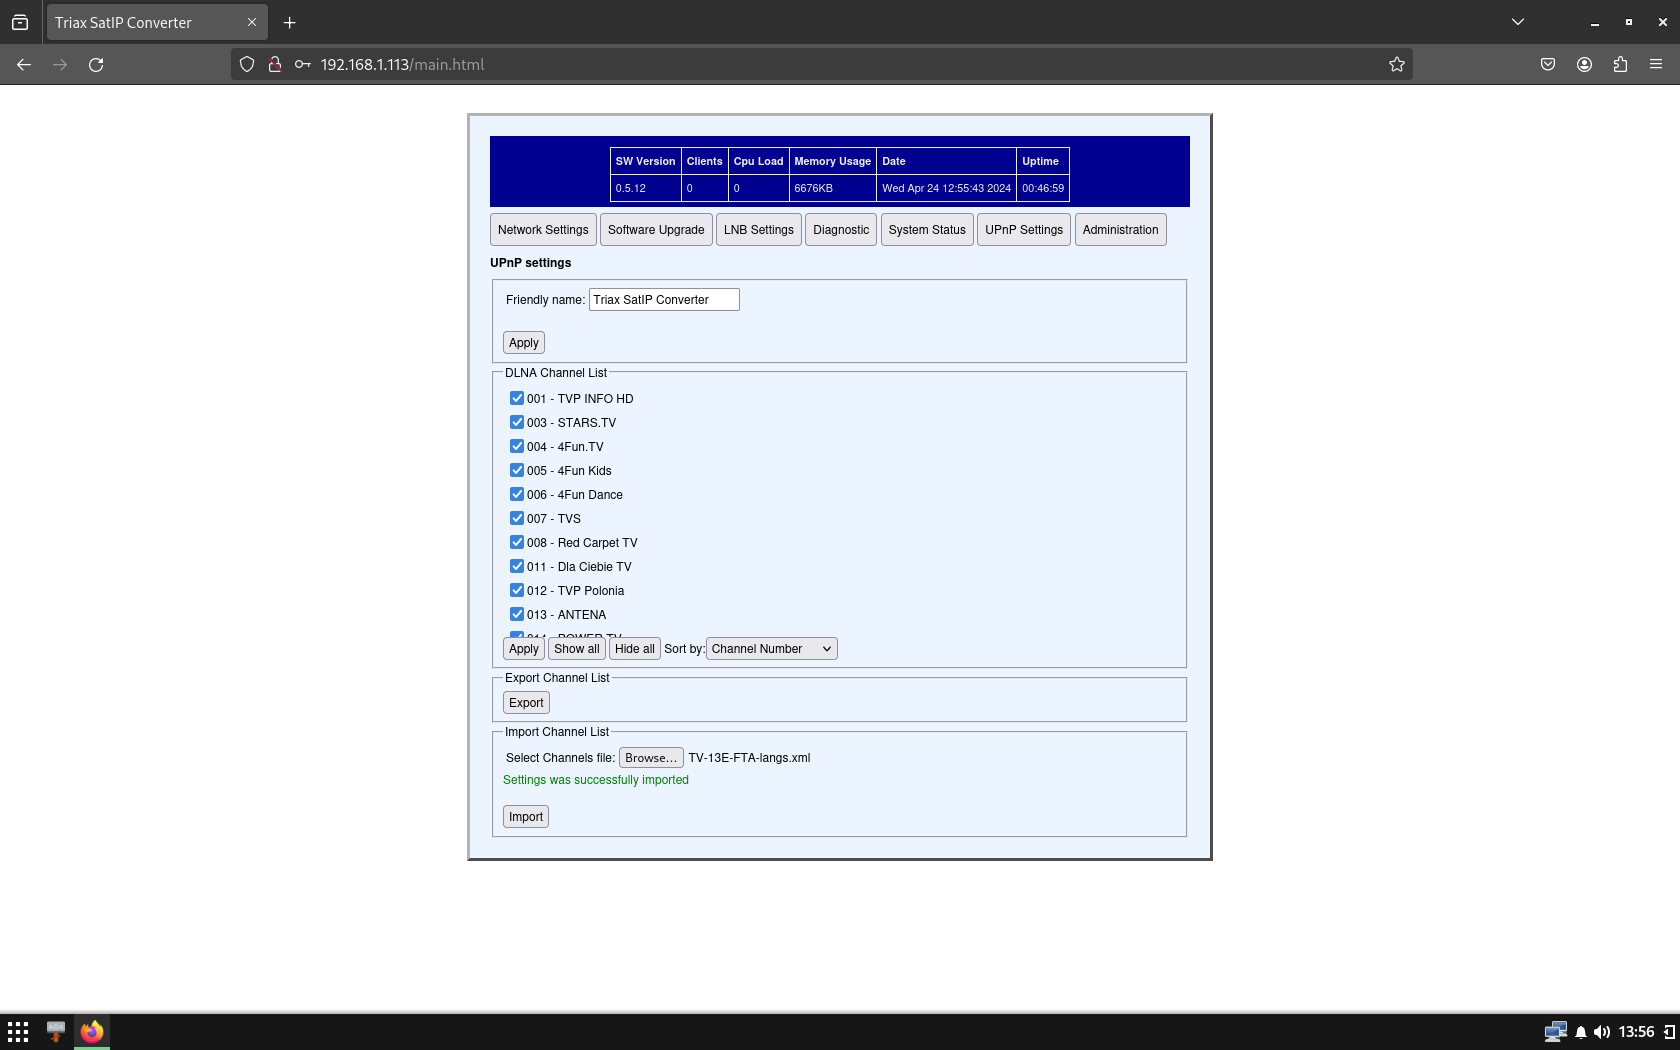 Triax SatIP Converter
192.168.1.113/main.html
SW Version Clients Cpu Load Memory Usage Date Uptime
0.5.12 0 0 6676KB Wed Apr 24 12:55:43 2024 00:46:59
Network Settings Software Upgrade LNB Settings Diagnostic System Status UPnP Settings Administration
UPnP settings
Friendly name: Triax SatIP Converter
Apply
DLNA Channel List
001 - TVP INFO HD
003 - STARS.TV
004 - 4Fun.TV
005 - 4Fun Kids
006 - 4Fun Dance
007 - TVS
008 - Red Carpet TV
011 - Dla Ciebie TV
012 - TVP Polonia
013 - ANTENA
014 - POWER TV
Apply Show all Hide all Sort by: Channel Number
Export Channel List
Export
Import Channel List
Select Channels file: Browse... TV-13E-FTA-langs.xml
Settings was successfully imported
Import
13:56